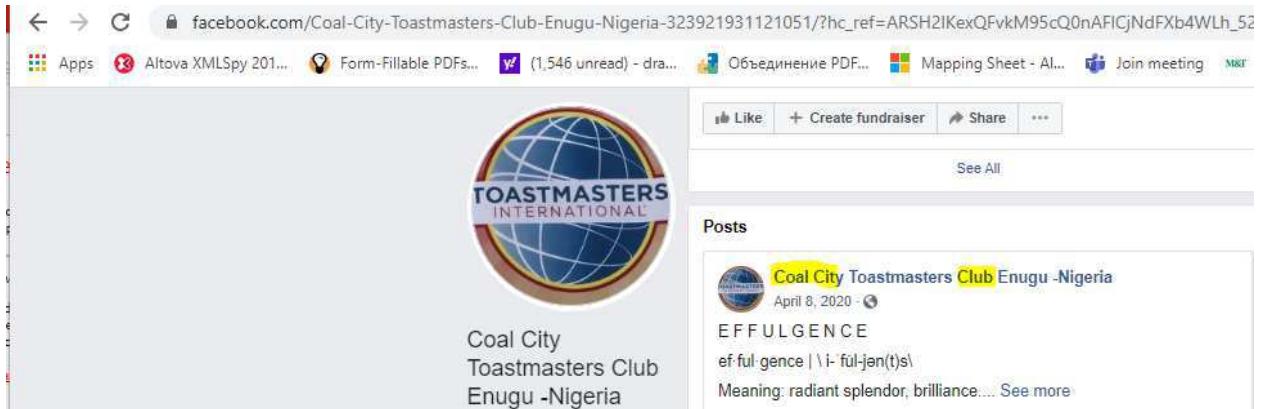 facebook.com/Coal-City-Toastmasters-Club-Enugu-Nigeria-323921931121051/?hc_ref=ARSH2IKexQFvkM95cQ0nAFICjNdFXb4WLh_52
Apps Altova XMLSpy 201... Form-Fillable PDFs... (1,546 unread) - dra... Объединение PDF... Mapping Sheet - Al... Join meeting M&T
TOASTMASTERS
INTERNATIONAL
Coal City
Toastmasters Club
Enugu -Nigeria
Like + Create fundraiser Share ...
See All
Posts
Coal City Toastmasters Club Enugu -Nigeria
April 8, 2020 ·
E F F U L G E N C E
ef·ful·gence | \ i-ˈfu̇l-jən(t)s\
Meaning: radiant splendor, brilliance.... See more